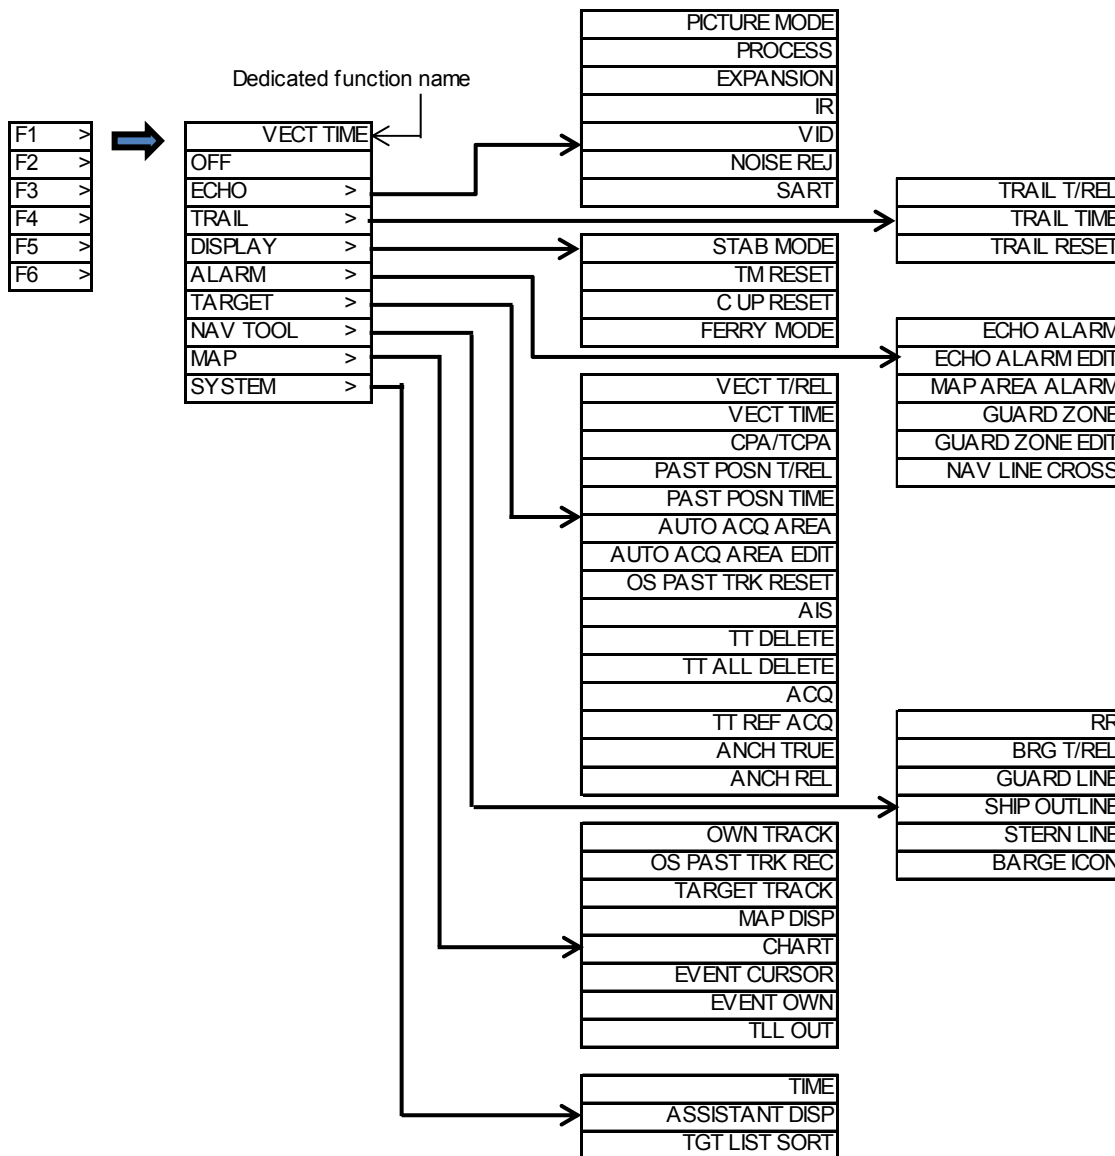 Dedicated function name
F1 >
F2 >
F3 >
F4 >
F5 >
F6 >
VECT TIME
OFF
ECHO >
TRAIL >
DISPLAY >
ALARM >
TARGET >
NAV TOOL >
MAP >
SYSTEM >
PICTURE MODE
PROCESS
EXPANSION
IR
VID
NOISE REJ
SART
TRAIL T/REL
TRAIL TIME
TRAIL RESET
STAB MODE
TM RESET
C UP RESET
FERRY MODE
ECHO ALARM
ECHO ALARM EDIT
MAP AREA ALARM
GUARD ZONE
GUARD ZONE EDIT
NAV LINE CROSS
VECT T/REL
VECT TIME
CPA/TCPA
PAST POSN T/REL
PAST POSN TIME
AUTO ACQ AREA
AUTO ACQ AREA EDIT
OS PAST TRK RESET
AIS
TT DELETE
TT ALL DELETE
ACQ
TT REF ACQ
ANCH TRUE
ANCH REL
RR
BRG T/REL
GUARD LINE
SHIP OUTLINE
STERN LINE
BARGE ICON
OWN TRACK
OS PAST TRK REC
TARGET TRACK
MAP DISP
CHART
EVENT CURSOR
EVENT OWN
TLL OUT
TIME
ASSISTANT DISP
TGT LIST SORT